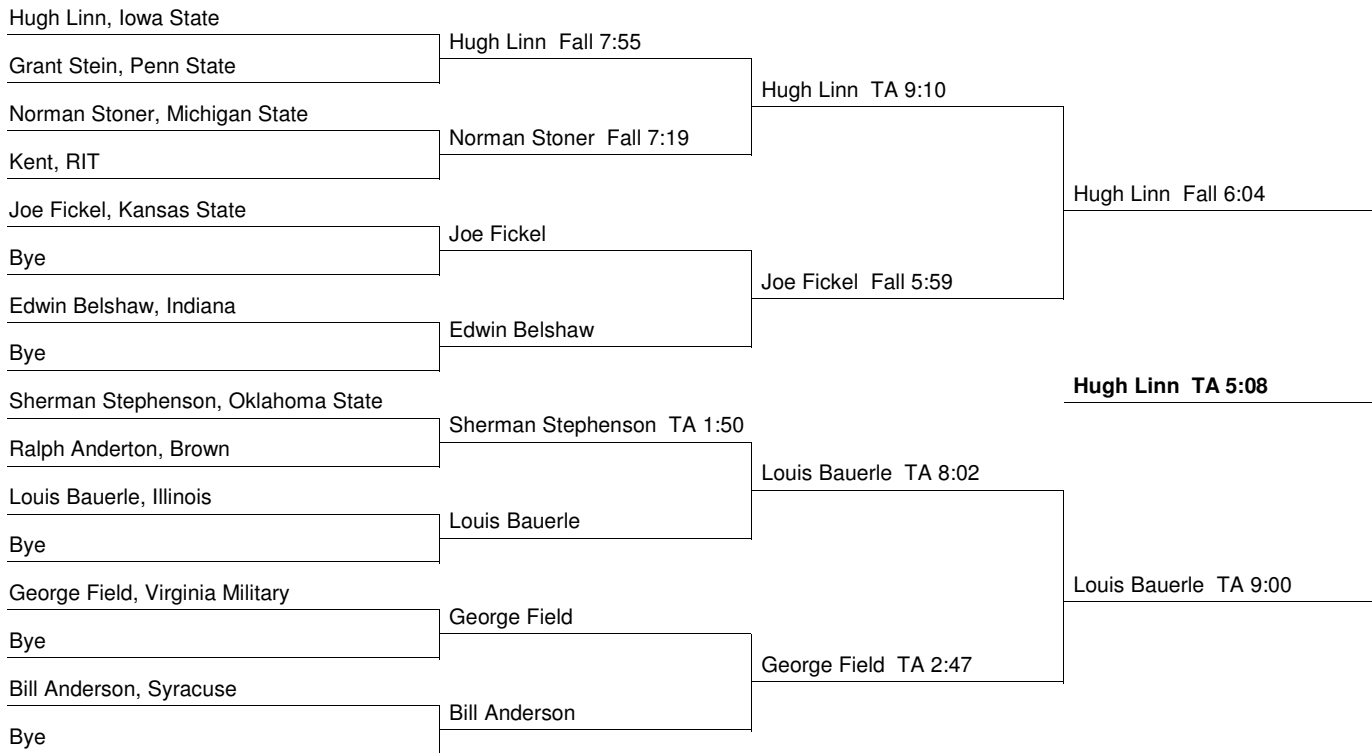 Hugh Linn, Iowa State
Grant Stein, Penn State
Norman Stoner, Michigan State
Kent, RIT
Joe Fickel, Kansas State
Bye
Edwin Belshaw, Indiana
Bye
Sherman Stephenson, Oklahoma State
Ralph Anderton, Brown
Louis Bauerle, Illinois
Bye
George Field, Virginia Military
Bye
Bill Anderson, Syracuse
Bye
Hugh Linn  Fall 7:55
Norman Stoner  Fall 7:19
Joe Fickel
Edwin Belshaw
Sherman Stephenson  TA 1:50
Louis Bauerle
George Field
Bill Anderson
Hugh Linn  TA 9:10
Joe Fickel  Fall 5:59
Louis Bauerle  TA 8:02
George Field  TA 2:47
Hugh Linn  Fall 6:04
Louis Bauerle  TA 9:00
Hugh Linn  TA 5:08